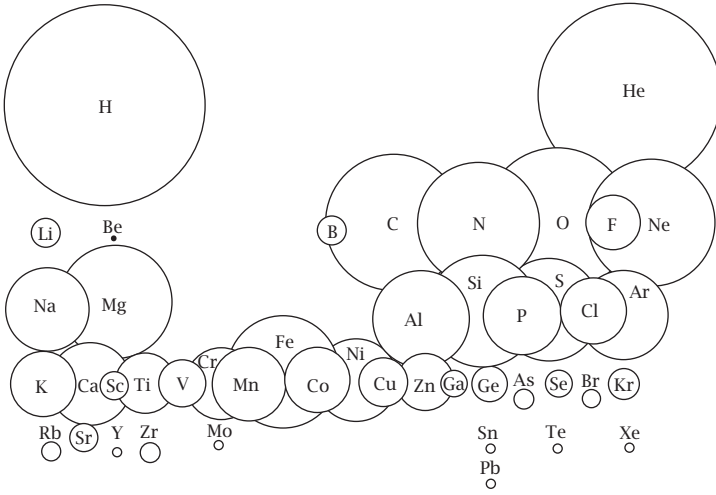 H He
Li Be B C N O F Ne
Na Mg Al Si P S Cl Ar
K Ca Sc Ti V Cr Mn Fe Co Ni Cu Zn Ga Ge As Se Br Kr
Rb Sr Y Zr Mo Sn Te Xe
Pb